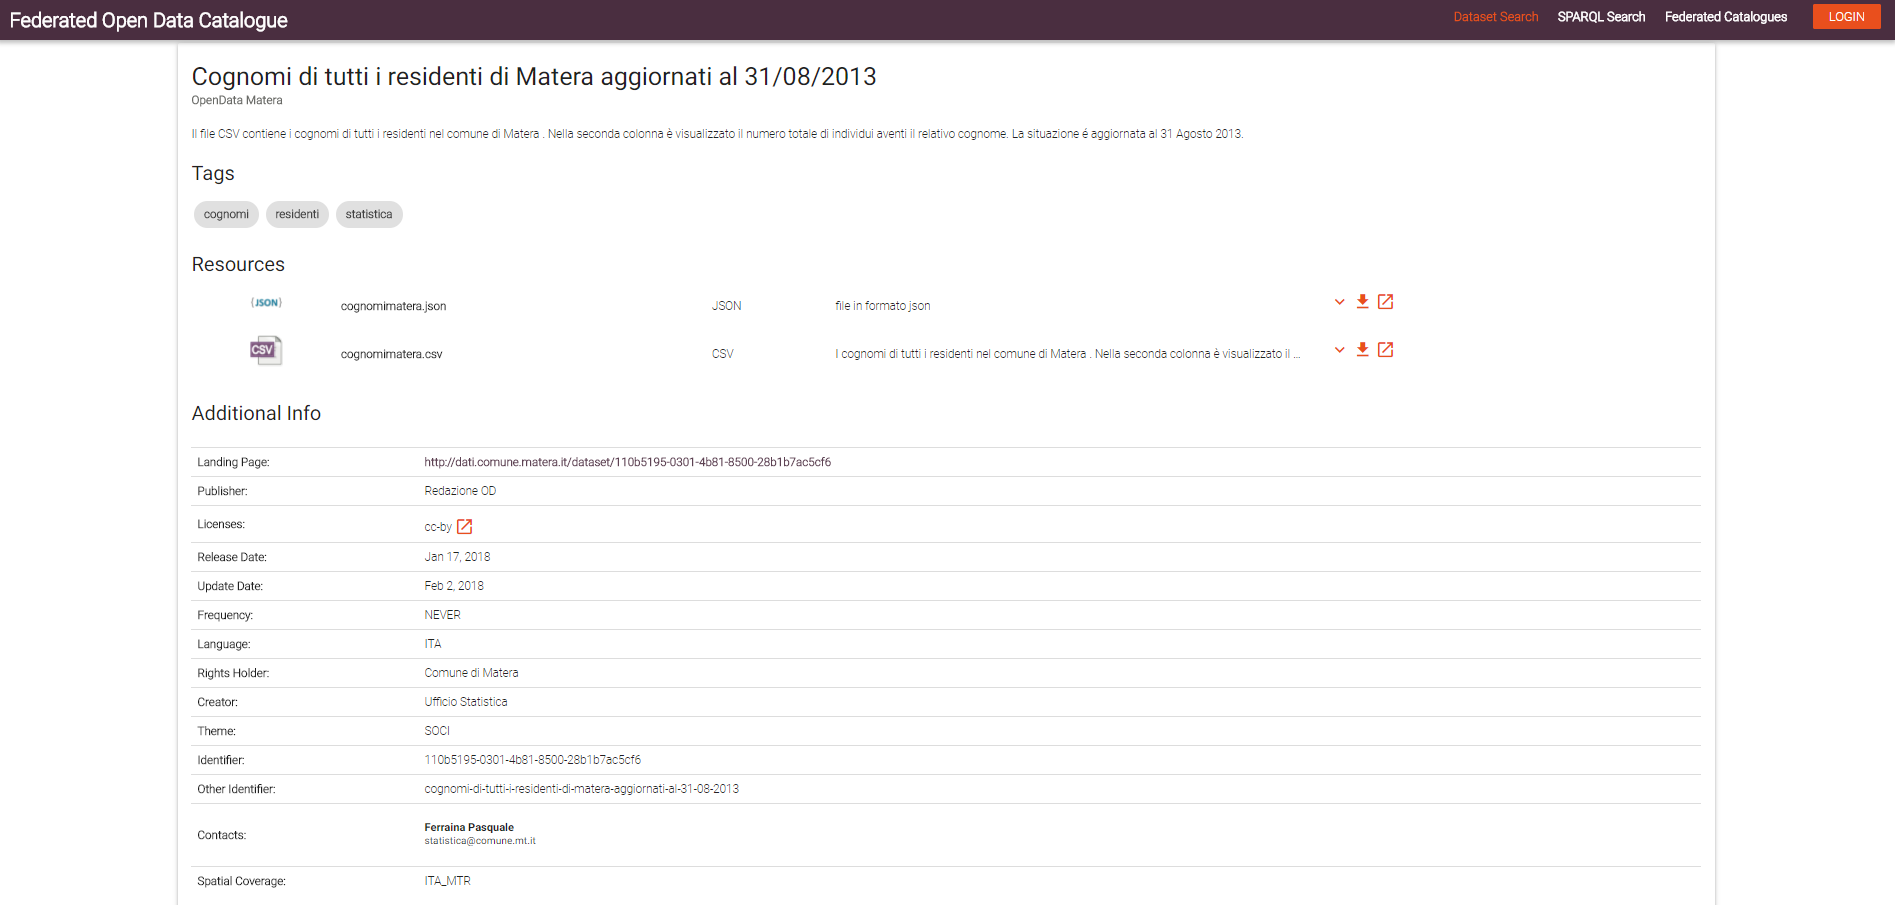 Federated Open Data Catalogue
Dataset Search SPARQL Search Federated Catalogues LOGIN
Cognomi di tutti i residenti di Matera aggiornati al 31/08/2013
OpenData Matera
Il file CSV contiene i cognomi di tutti i residenti nel comune di Matera . Nella seconda colonna è visualizzato il numero totale di individui aventi il relativo cognome. La situazione é aggiornata al 31 Agosto 2013.
Tags
cognomi residenti statistica
Resources
{JSON} cognomimatera.json JSON file in formato json
CSV cognomimatera.csv CSV I cognomi di tutti i residenti nel comune di Matera . Nella seconda colonna è visualizzato il ...
Additional Info
Landing Page: http://dati.comune.matera.it/dataset/110b5195-0301-4b81-8500-28b1b7ac5cf6
Publisher: Redazione OD
Licenses: cc-by
Release Date: Jan 17, 2018
Update Date: Feb 2, 2018
Frequency: NEVER
Language: ITA
Rights Holder: Comune di Matera
Creator: Ufficio Statistica
Theme: SOCI
Identifier: 110b5195-0301-4b81-8500-28b1b7ac5cf6
Other Identifier: cognomi-di-tutti-i-residenti-di-matera-aggiornati-al-31-08-2013
Contacts: Ferraina Pasquale
statistica@comune.mt.it
Spatial Coverage: ITA_MTR